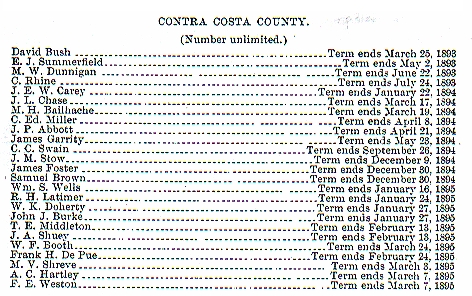 CONTRA COSTA COUNTY.
(Number unlimited.)
David Bush Term ends March 25, 1893
E. J. Summerfield Term ends May 2, 1893
M. W. Dunnigan Term ends June 22, 1893
C. Rhine Term ends July 24, 1893
J. E. W. Carey Term ends January 22, 1894
J. L. Chase Term ends March 17, 1894
M. H. Bailhache Term ends March 19, 1894
C. Ed. Miller Term ends April 8, 1894
J. P. Abbott Term ends April 21, 1894
James Garrity Term ends May 23, 1894
C. C. Swain Term ends September 26, 1894
J. M. Stow Term ends December 9, 1894
James Foster Term ends December 30, 1894
Samuel Brown Term ends December 30, 1894
Wm. S. Wells Term ends January 16, 1895
R. H. Latimer Term ends January 24, 1895
W. K. Doherty Term ends January 27, 1895
John J. Burke Term ends January 27, 1895
T. E. Middleton Term ends February 13, 1895
J. A. Shuey Term ends February 13, 1895
W. F. Booth Term ends March 24, 1895
Frank H. De Pue Term ends February 24, 1895
M. V. Shreve Term ends March 3, 1895
A. C. Hartley Term ends March 7, 1895
F. E. Weston Term ends March 7, 1895